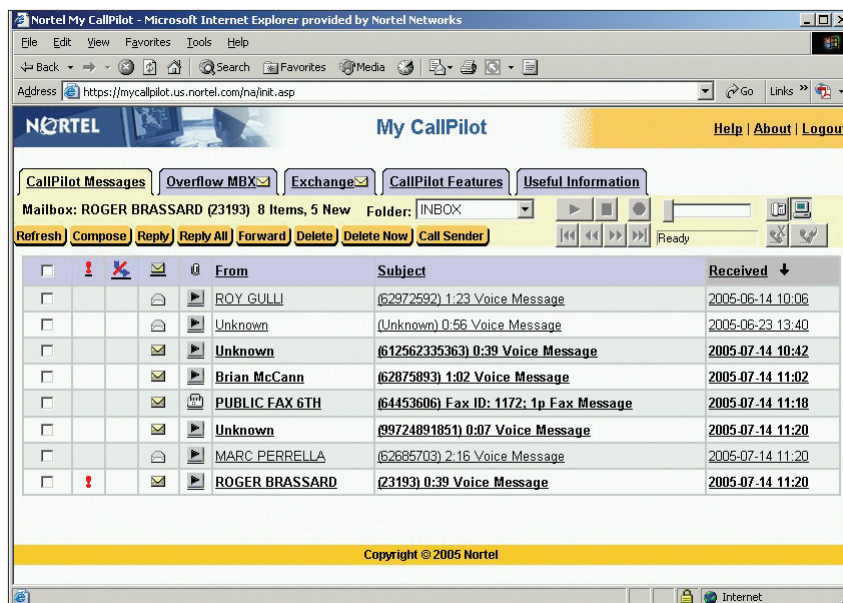 Nortel My CallPilot - Microsoft Internet Explorer provided by Nortel Networks
File Edit View Favorites Tools Help
Back Search Favorites Media
Address https://mycallpilot.us.nortel.com/na/init.asp Go Links »
NORTEL My CallPilot Help | About | Logout
CallPilot Messages Overflow MBX Exchange CallPilot Features Useful Information
Mailbox: ROGER BRASSARD (23193) 8 Items, 5 New Folder: INBOX
Refresh Compose Reply Reply All Forward Delete Delete Now Call Sender Ready
From Subject Received
ROY GULLI (62972592) 1:23 Voice Message 2005-06-14 10:06
Unknown (Unknown) 0:56 Voice Message 2005-06-23 13:40
Unknown (612562335363) 0:39 Voice Message 2005-07-14 10:42
Brian McCann (62875893) 1:02 Voice Message 2005-07-14 11:02
PUBLIC FAX 6TH (64453606) Fax ID: 1172; 1p Fax Message 2005-07-14 11:18
Unknown (99724891851) 0:07 Voice Message 2005-07-14 11:20
MARC PERRELLA (62685703) 2:16 Voice Message 2005-07-14 11:20
ROGER BRASSARD (23193) 0:39 Voice Message 2005-07-14 11:20
Copyright © 2005 Nortel
Internet